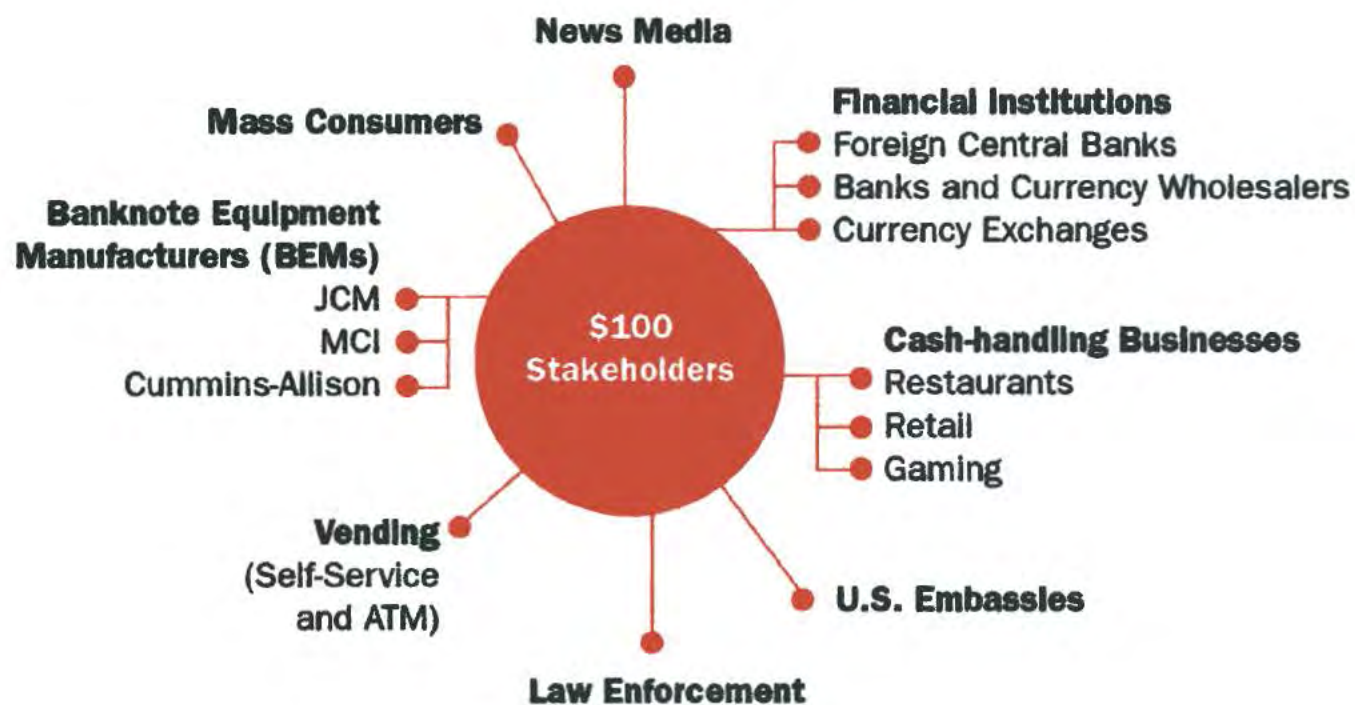 News Media
Mass Consumers
Financial Institutions
Foreign Central Banks
Banks and Currency Wholesalers
Currency Exchanges
Banknote Equipment
Manufacturers (BEMs)
JCM
MCI
Cummins-Allison
$100
Stakeholders
Cash-handling Businesses
Restaurants
Retail
Gaming
Vending
(Self-Service
and ATM)
U.S. Embassies
Law Enforcement